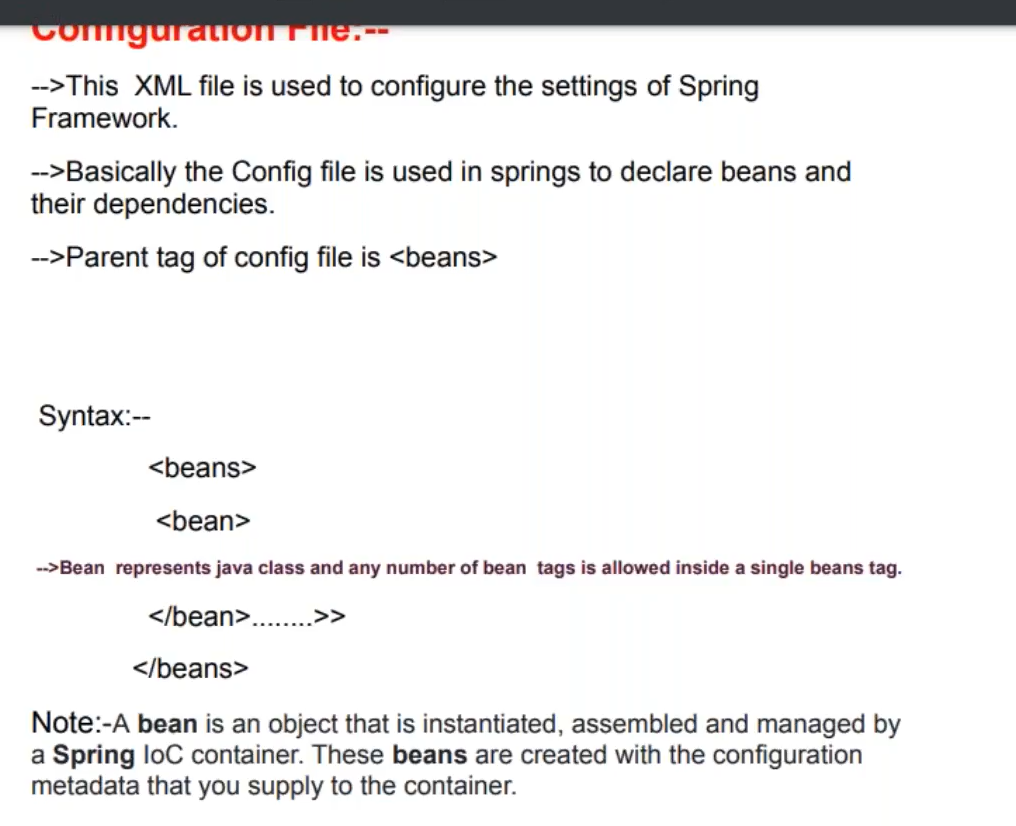 Configuration File:--
-->This  XML file is used to configure the settings of Spring
Framework.
-->Basically the Config file is used in springs to declare beans and
their dependencies.
-->Parent tag of config file is <beans>
Syntax:--
<beans>
<bean>
-->Bean  represents java class and any number of bean  tags is allowed inside a single beans tag.
</bean>........>>
</beans>
Note:-A bean is an object that is instantiated, assembled and managed by
a Spring IoC container. These beans are created with the configuration
metadata that you supply to the container.